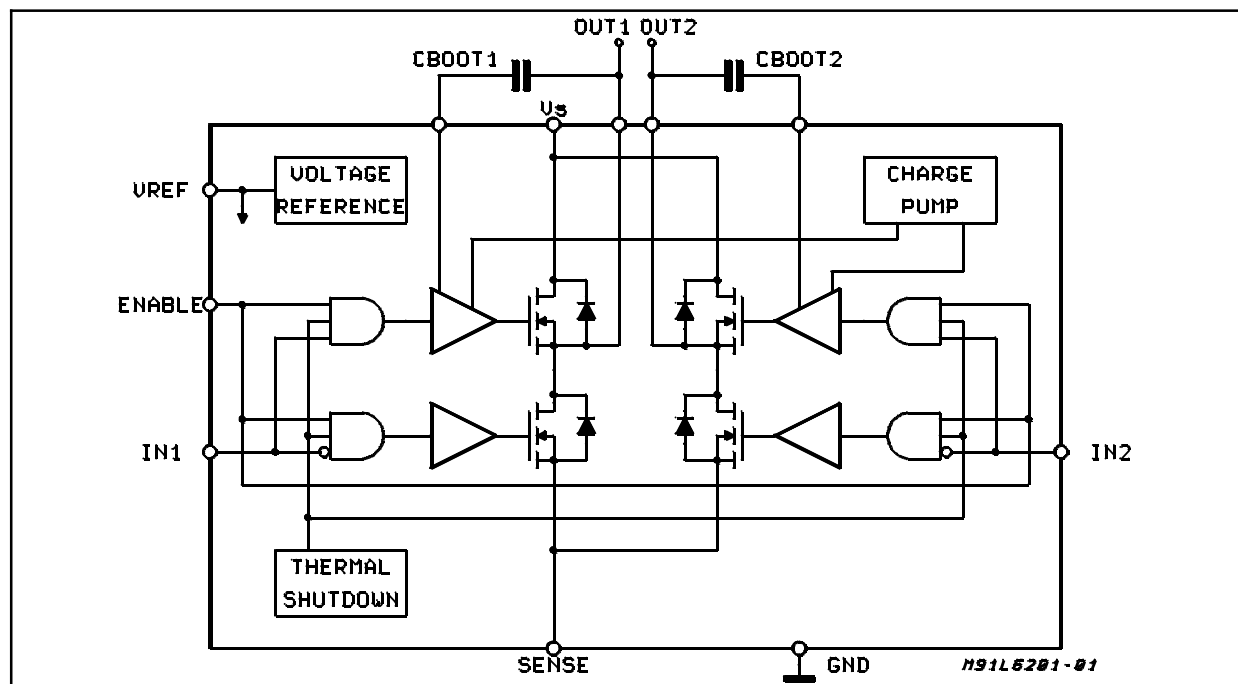 OUT1 OUT2
CBOOT1
CBOOT2
Vs
VOLTAGE
REFERENCE
CHARGE
PUMP
VREF
ENABLE
IN1
IN2
THERMAL
SHUTDOWN
SENSE
GND
M91L6201-01